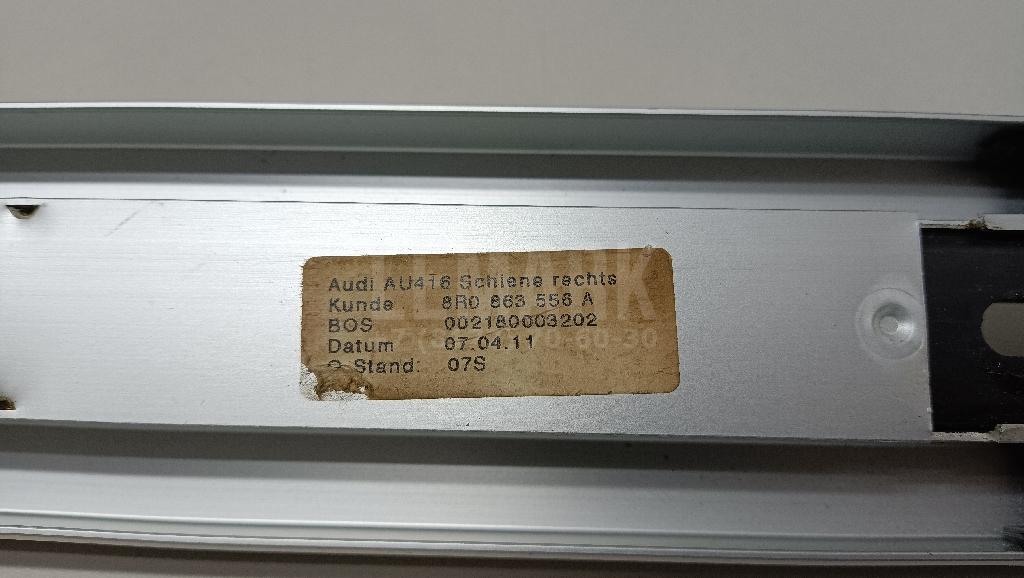 Audi AU416 Schiene rechts
Kunde 8R0 863 556 A
BOS 002180003202
Datum 07.04.11
Stand: 07S